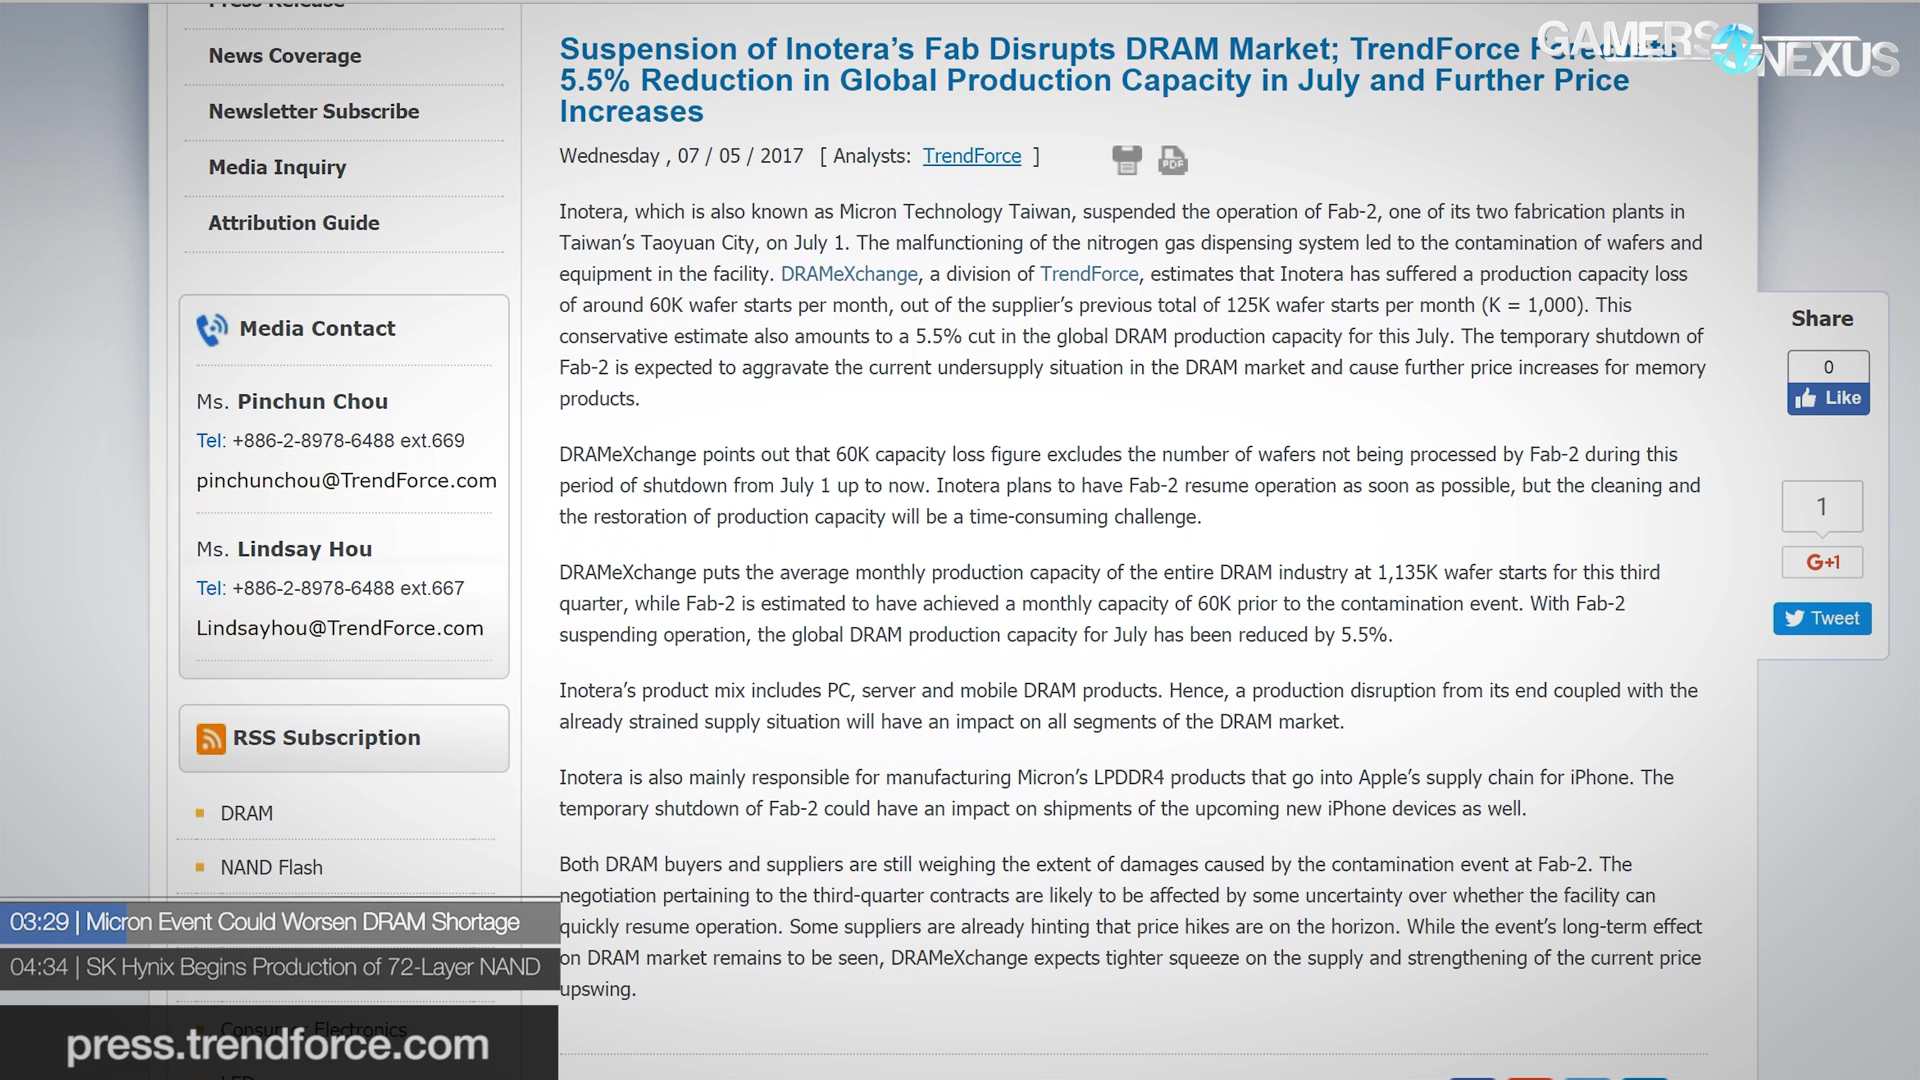 Press Release
News Coverage
Newsletter Subscribe
Media Inquiry
Attribution Guide
Media Contact
Ms. Pinchun Chou
Tel: +886-2-8978-6488 ext.669
pinchunchou@TrendForce.com
Ms. Lindsay Hou
Tel: +886-2-8978-6488 ext.667
Lindsayhou@TrendForce.com
RSS Subscription
DRAM
NAND Flash
03:29 | Micron Event Could Worsen DRAM Shortage
04:34 | SK Hynix Begins Production of 72-Layer NAND
Consumer Electronics
press.trendforce.com
Suspension of Inotera’s Fab Disrupts DRAM Market; TrendForce Forecasts
5.5% Reduction in Global Production Capacity in July and Further Price
Increases
Wednesday , 07 / 05 / 2017 [ Analysts: TrendForce ]
PDF
Inotera, which is also known as Micron Technology Taiwan, suspended the operation of Fab-2, one of its two fabrication plants in
Taiwan’s Taoyuan City, on July 1. The malfunctioning of the nitrogen gas dispensing system led to the contamination of wafers and
equipment in the facility. DRAMeXchange, a division of TrendForce, estimates that Inotera has suffered a production capacity loss
of around 60K wafer starts per month, out of the supplier’s previous total of 125K wafer starts per month (K = 1,000). This
conservative estimate also amounts to a 5.5% cut in the global DRAM production capacity for this July. The temporary shutdown of
Fab-2 is expected to aggravate the current undersupply situation in the DRAM market and cause further price increases for memory
products.
DRAMeXchange points out that 60K capacity loss figure excludes the number of wafers not being processed by Fab-2 during this
period of shutdown from July 1 up to now. Inotera plans to have Fab-2 resume operation as soon as possible, but the cleaning and
the restoration of production capacity will be a time-consuming challenge.
DRAMeXchange puts the average monthly production capacity of the entire DRAM industry at 1,135K wafer starts for this third
quarter, while Fab-2 is estimated to have achieved a monthly capacity of 60K prior to the contamination event. With Fab-2
suspending operation, the global DRAM production capacity for July has been reduced by 5.5%.
Inotera’s product mix includes PC, server and mobile DRAM products. Hence, a production disruption from its end coupled with the
already strained supply situation will have an impact on all segments of the DRAM market.
Inotera is also mainly responsible for manufacturing Micron’s LPDDR4 products that go into Apple’s supply chain for iPhone. The
temporary shutdown of Fab-2 could have an impact on shipments of the upcoming new iPhone devices as well.
Both DRAM buyers and suppliers are still weighing the extent of damages caused by the contamination event at Fab-2. The
negotiation pertaining to the third-quarter contracts are likely to be affected by some uncertainty over whether the facility can
quickly resume operation. Some suppliers are already hinting that price hikes are on the horizon. While the event’s long-term effect
on DRAM market remains to be seen, DRAMeXchange expects tighter squeeze on the supply and strengthening of the current price
upswing.
GAMERS NEXUS
Share
0
Like
1
G+1
Tweet